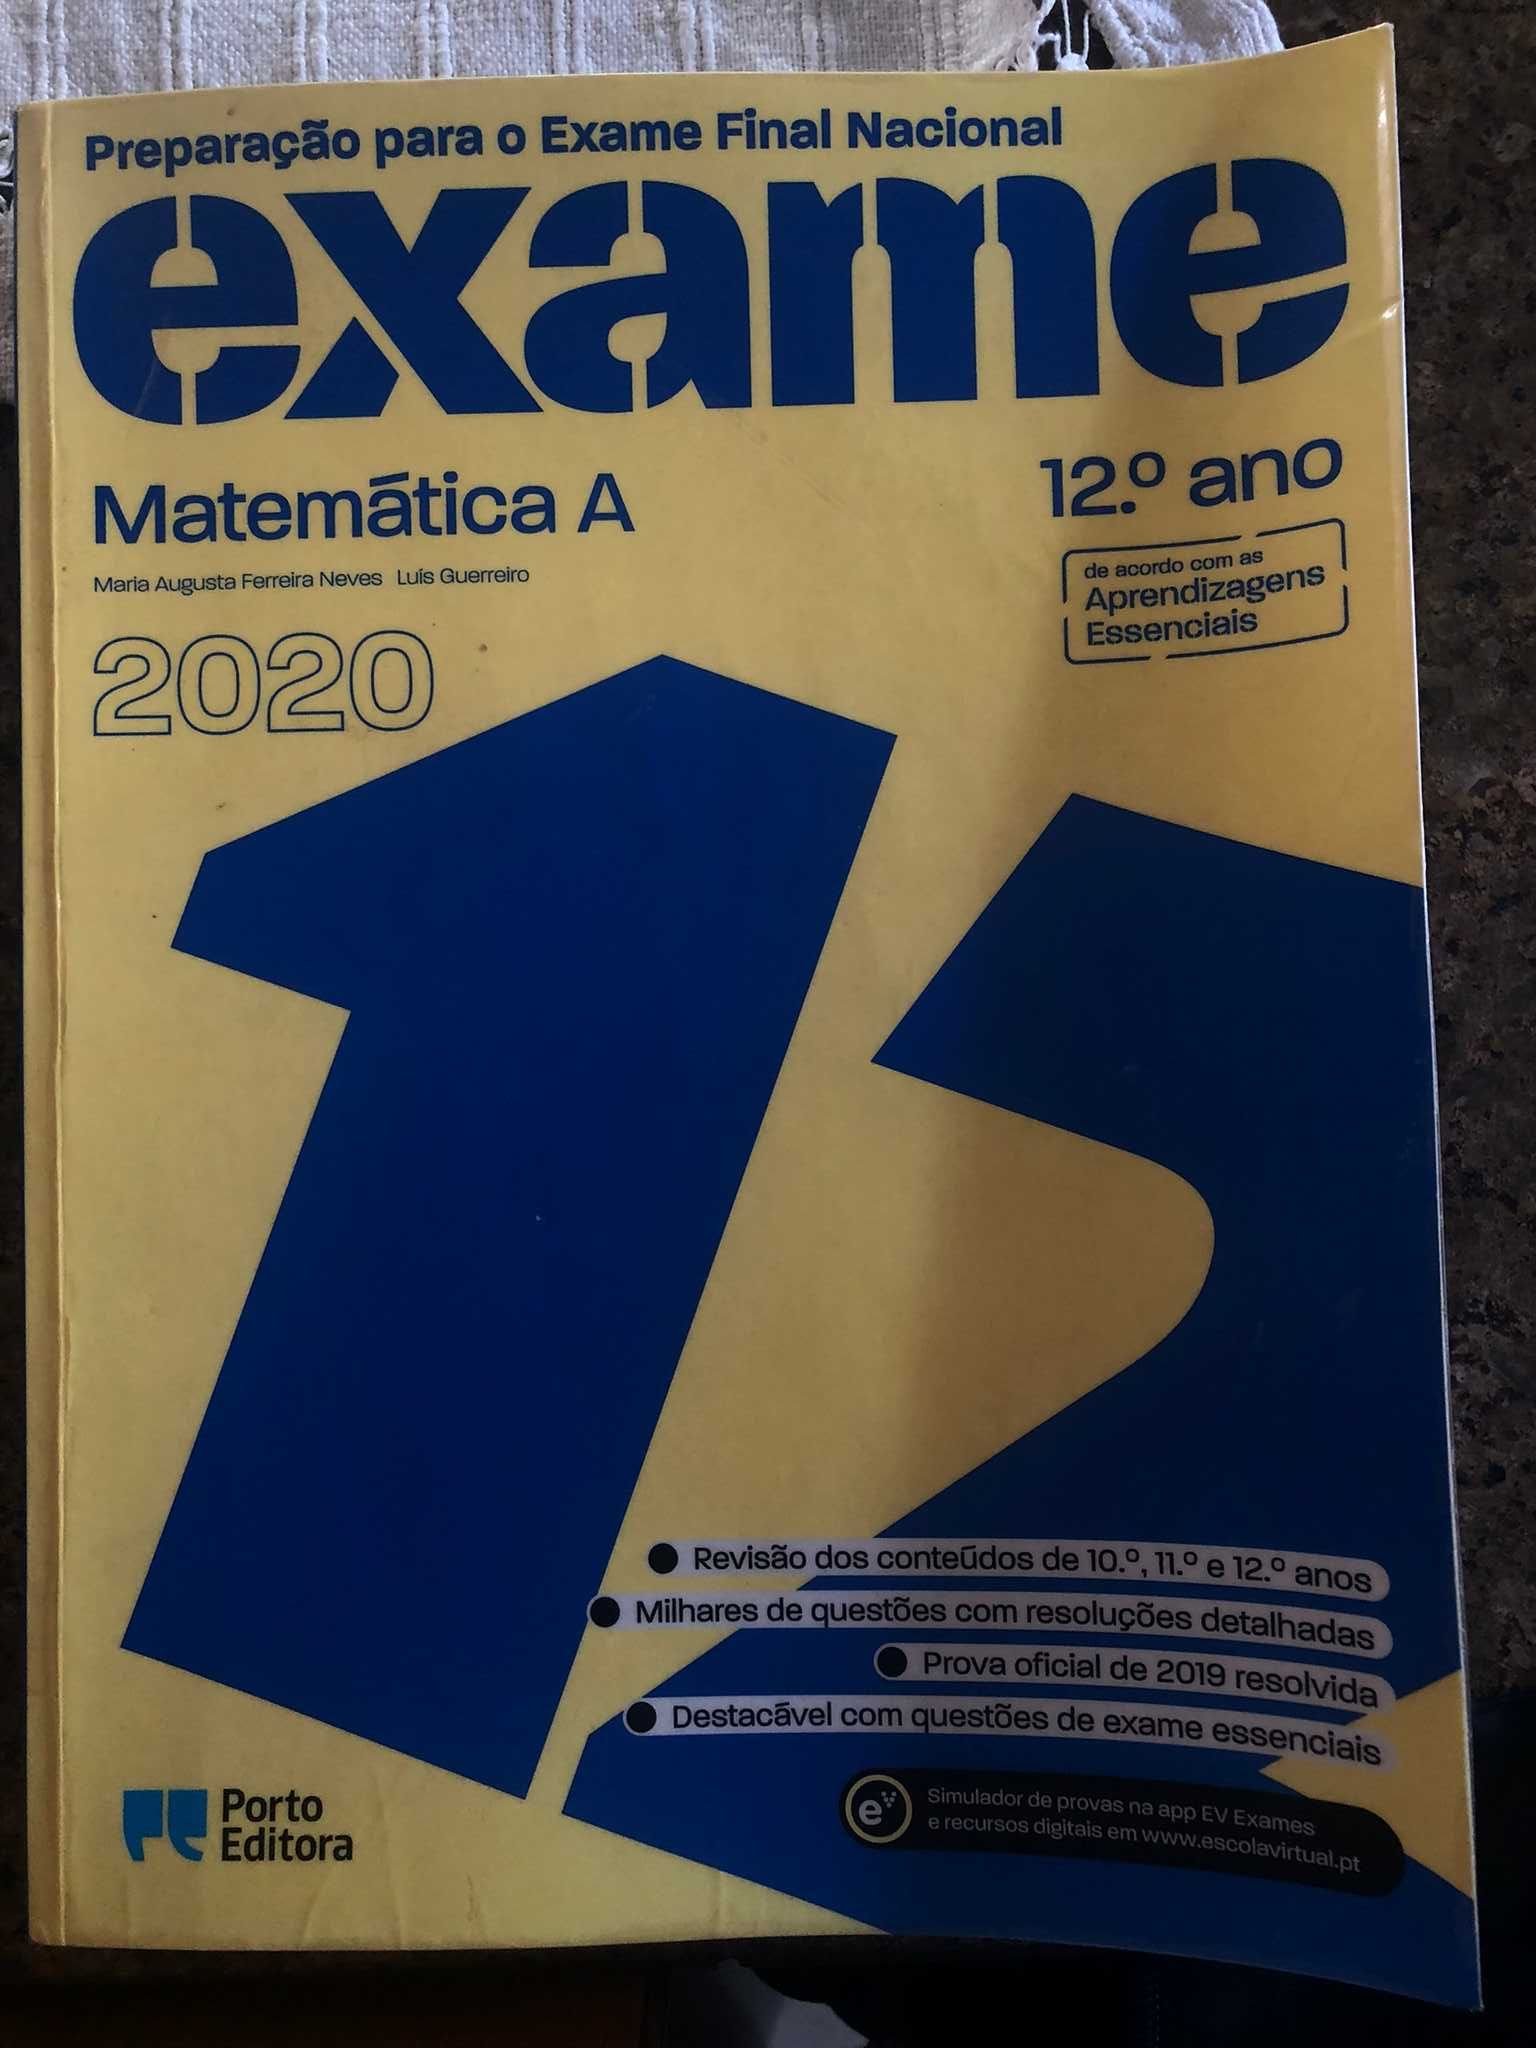 Preparação para o Exame Final Nacional
exame
Matemática A
12.º ano
Maria Augusta Ferreira Neves Luís Guerreiro
de acordo com as
Aprendizagens
Essenciais
2020
12
Revisão dos conteúdos de 10.º, 11.º e 12.º anos
Milhares de questões com resoluções detalhadas
Prova oficial de 2019 resolvida
Destacável com questões de exame essenciais
Porto
Editora
e
Simulador de provas na app EV Exames
e recursos digitais em www.escolavirtual.pt